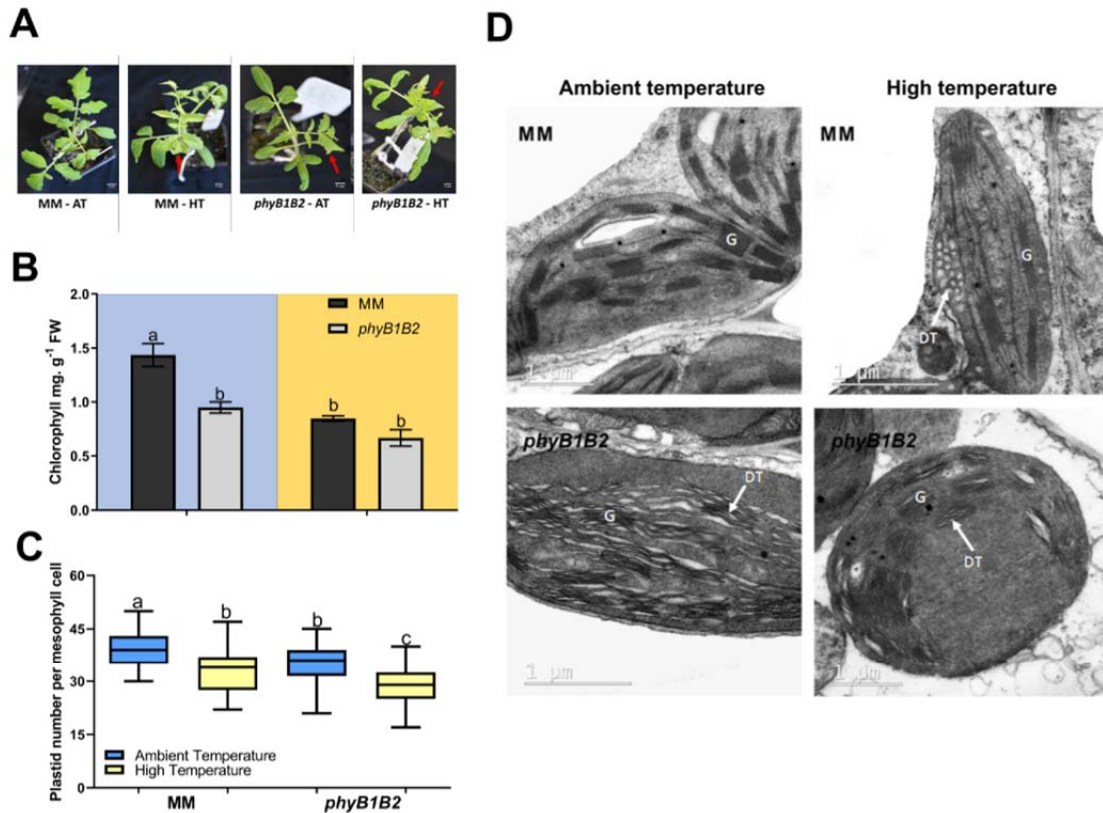 A
MM - AT
MM - HT
phyB1B2 - AT
phyB1B2 - HT
B
Chlorophyll mg. g⁻¹ FW
2.0
1.5
1.0
0.5
0.0
MM
phyB1B2
a
b
b
b
C
Plastid number per mesophyll cell
60
45
30
15
0
a
b
b
c
Ambient Temperature
High Temperature
MM
phyB1B2
D
Ambient temperature
High temperature
MM
G
1 µm
MM
G
DT
1 µm
phyB1B2
DT
G
1 µm
phyB1B2
G
DT
1 µm